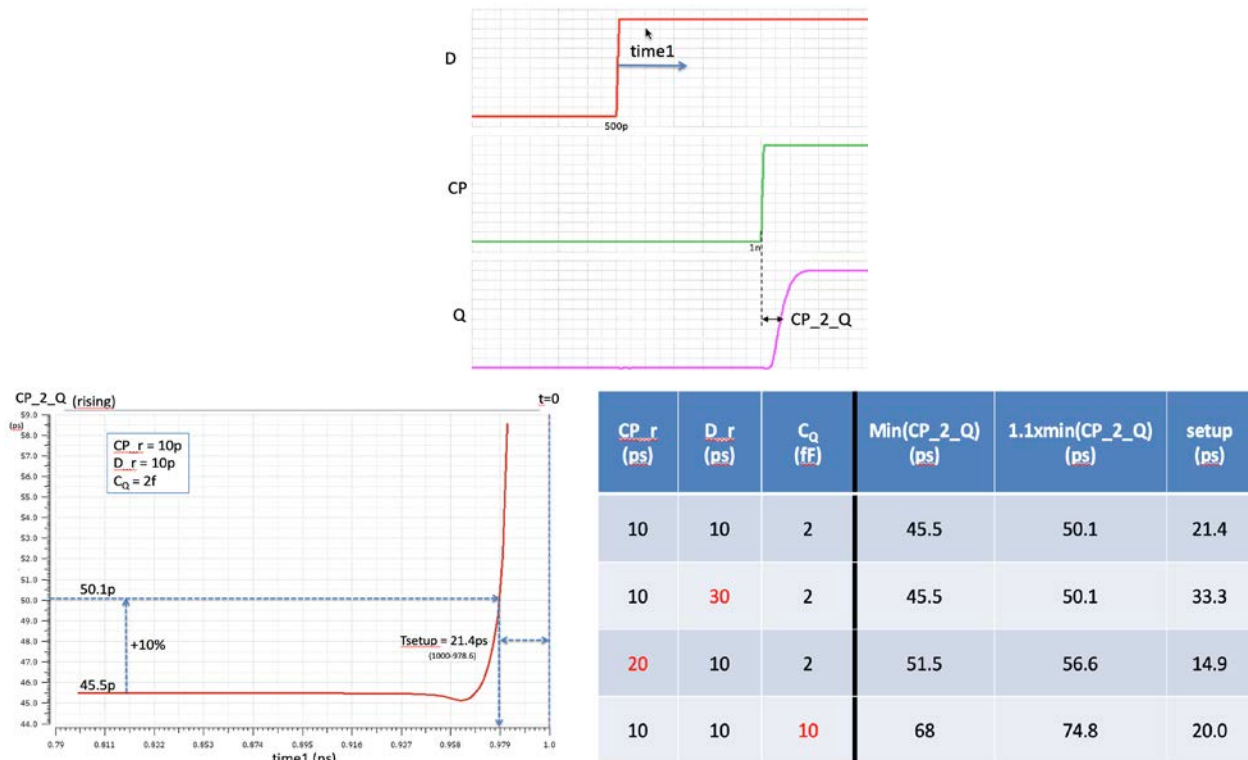 D
time1
500p
CP
1n
Q
CP_2_Q
CP_2_Q (rising)
t=0
59.0
(ps)
58.0
57.0
56.0
55.0
54.0
53.0
52.0
51.0
50.0
49.0
48.0
47.0
46.0
45.0
44.0
CP_r = 10p
D_r = 10p
CQ = 2f
50.1p
+10%
45.5p
Tsetup = 21.4ps
(1000-978.6)
0.79 0.811 0.832 0.853 0.874 0.895 0.916 0.937 0.958 0.979 1.0
time1 (ps)
CP_r (ps) D_r (ps) CQ (fF) Min(CP_2_Q) (ps) 1.1xmin(CP_2_Q) (ps) setup (ps)
10 10 2 45.5 50.1 21.4
10 30 2 45.5 50.1 33.3
20 10 2 51.5 56.6 14.9
10 10 10 68 74.8 20.0